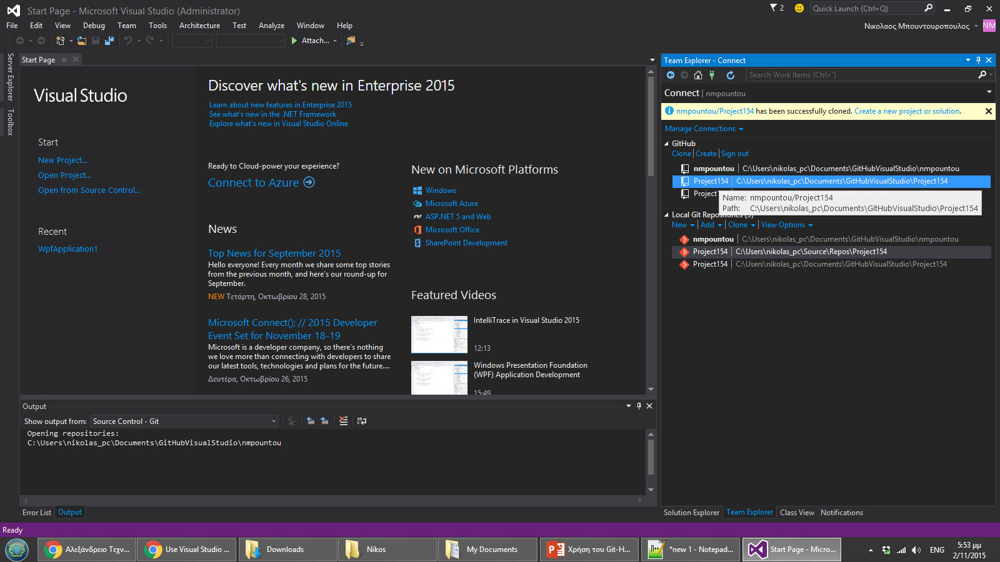 Start Page - Microsoft Visual Studio (Administrator)
2
Quick Launch (Ctrl+Q)
File Edit View Debug Team Tools Architecture Test Analyze Window Help
Νικολαος Μπουντουροπουλος
NM
Attach...
Server Explorer
Toolbox
Start Page
Visual Studio
Start
New Project...
Open Project...
Open from Source Control...
Recent
WpfApplication1
Discover what's new in Enterprise 2015
Learn about new features in Enterprise 2015
See what's new in the .NET Framework
Explore what's new in Visual Studio Online
Ready to Cloud-power your experience?
Connect to Azure
News
Top News for September 2015
Hello everyone! Every month we share some top stories
from the previous month, and here's our round-up for
September.
NEW Τετάρτη, Οκτωβρίου 28, 2015
Microsoft Connect(); // 2015 Developer
Event Set for November 18-19
Microsoft is a developer company, so there's nothing
we love more than connecting with developers to share
our latest tools, technologies and plans for the future....
Δευτέρα, Οκτωβρίου 26, 2015
New on Microsoft Platforms
Windows
Microsoft Azure
ASP.NET 5 and Web
Microsoft Office
SharePoint Development
Featured Videos
IntelliTrace in Visual Studio 2015
12:13
Windows Presentation Foundation
(WPF) Application Development
15:49
Team Explorer - Connect
Search Work Items (Ctrl+')
Connect | nmpountou
nmpountou/Project154 has been successfully cloned. Create a new project or solution.
Manage Connections
GitHub
Clone | Create | Sign out
nmpountou | C:\Users\nikolas_pc\Documents\GitHubVisualStudio\nmpountou
Project154 | C:\Users\nikolas_pc\Documents\GitHubVisualStudio\Project154
Projec
Name: nmpountou/Project154
Path: C:\Users\nikolas_pc\Documents\GitHubVisualStudio\Project154
Local Git Repositories (3)
New | Add | Clone | View Options
nmpountou | C:\Users\nikolas_pc\Documents\GitHubVisualStudio\nmpountou
Project154 | C:\Users\nikolas_pc\Source\Repos\Project154
Project154 | C:\Users\nikolas_pc\Documents\GitHubVisualStudio\Project154
Output
Show output from: Source Control - Git
Opening repositories:
C:\Users\nikolas_pc\Documents\GitHubVisualStudio\nmpountou
Error List Output
Solution Explorer Team Explorer Class View Notifications
Ready
Αλεξάνδρειο Τεχν...
Use Visual Studio ...
Downloads
Nikos
My Documents
Χρήση του Git-H...
*new 1 - Notepad...
Start Page - Micro...
ENG
5:53 μμ
2/11/2015